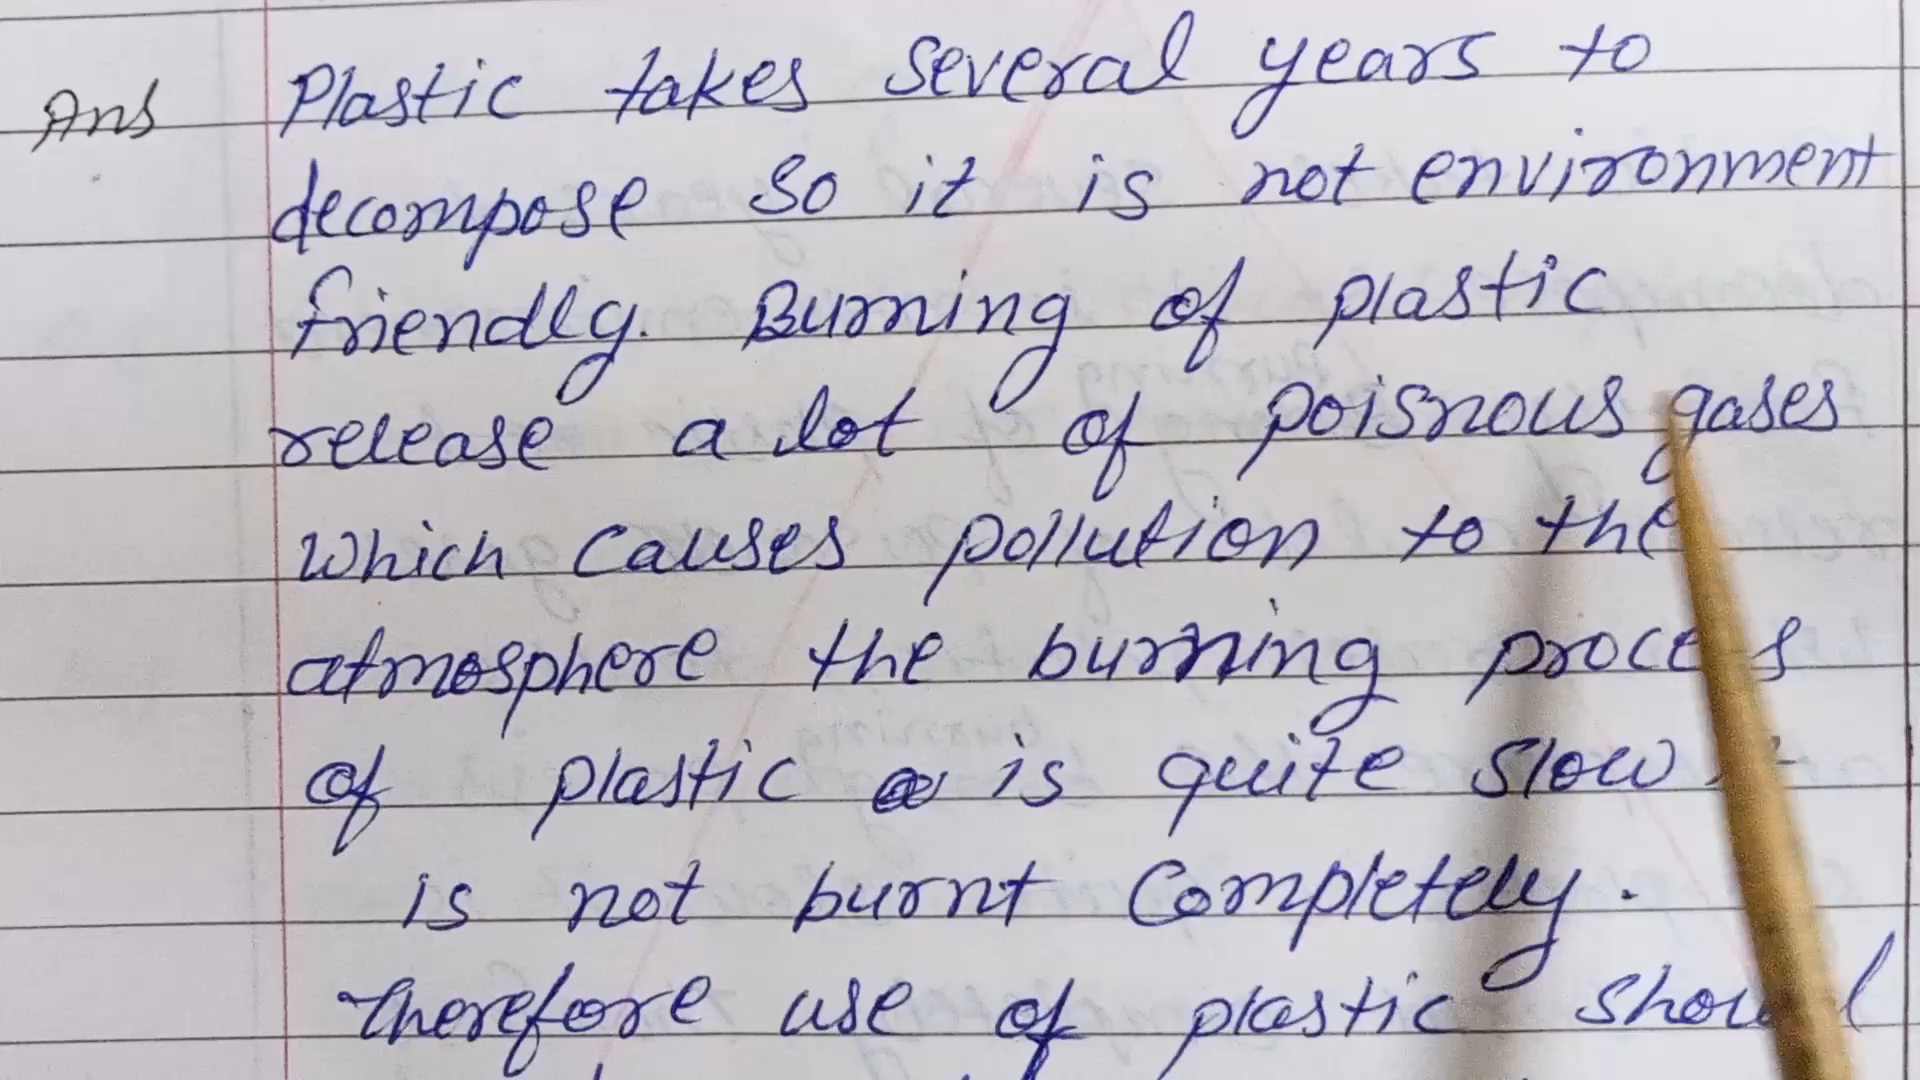 Ans Plastic takes several years to
decompose So it is not environment
friendly. Burning of plastic
release a lot of poisnous gases
which causes pollution to the
atmosphere the burning process
of plastic is quite slow
is not burnt Completely.
Therefore use of plastic